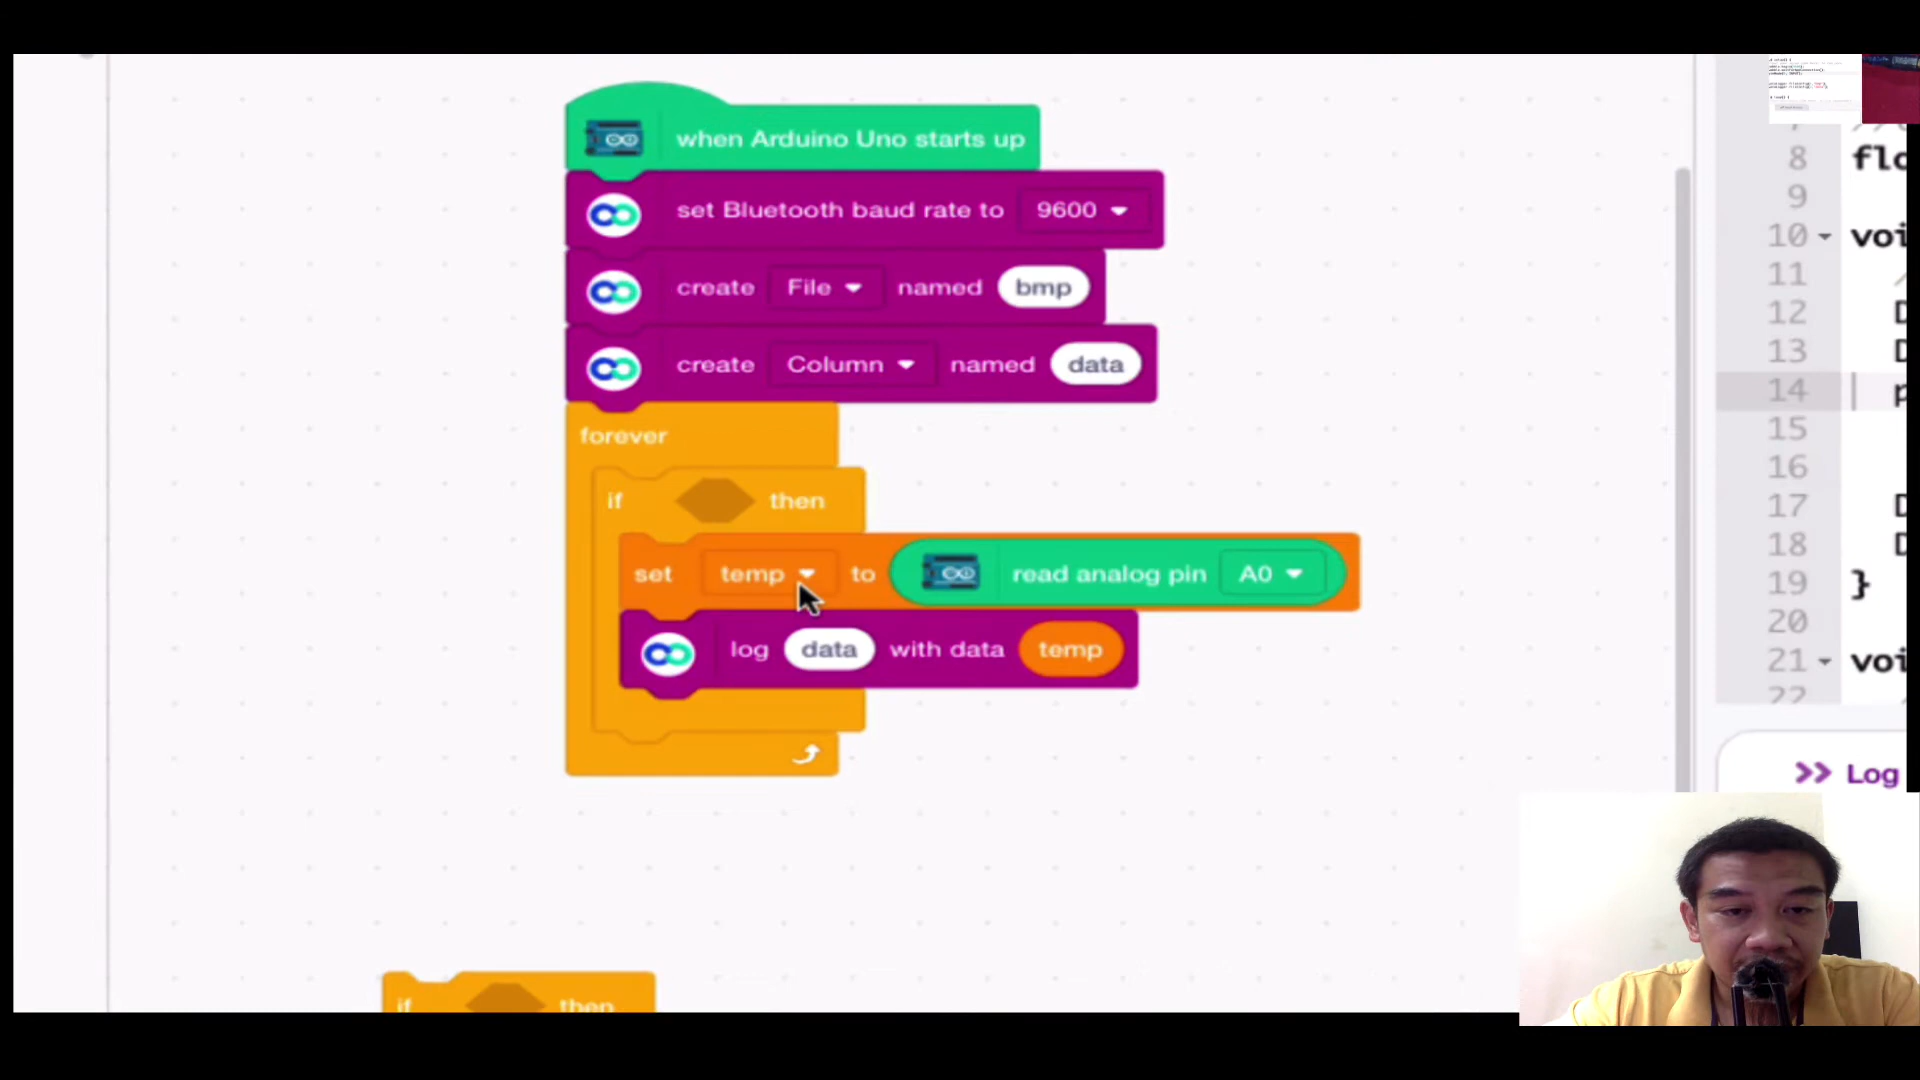 when Arduino Uno starts up
set Bluetooth baud rate to 9600
create File named bmp
create Column named data
forever
if then
set temp to read analog pin A0
log data with data temp
if then
8 flo
9
10 voi
11 /
12 D
13 D
14 p
15
16
17 D
18 D
19 }
20
21 voi
22
>> Log